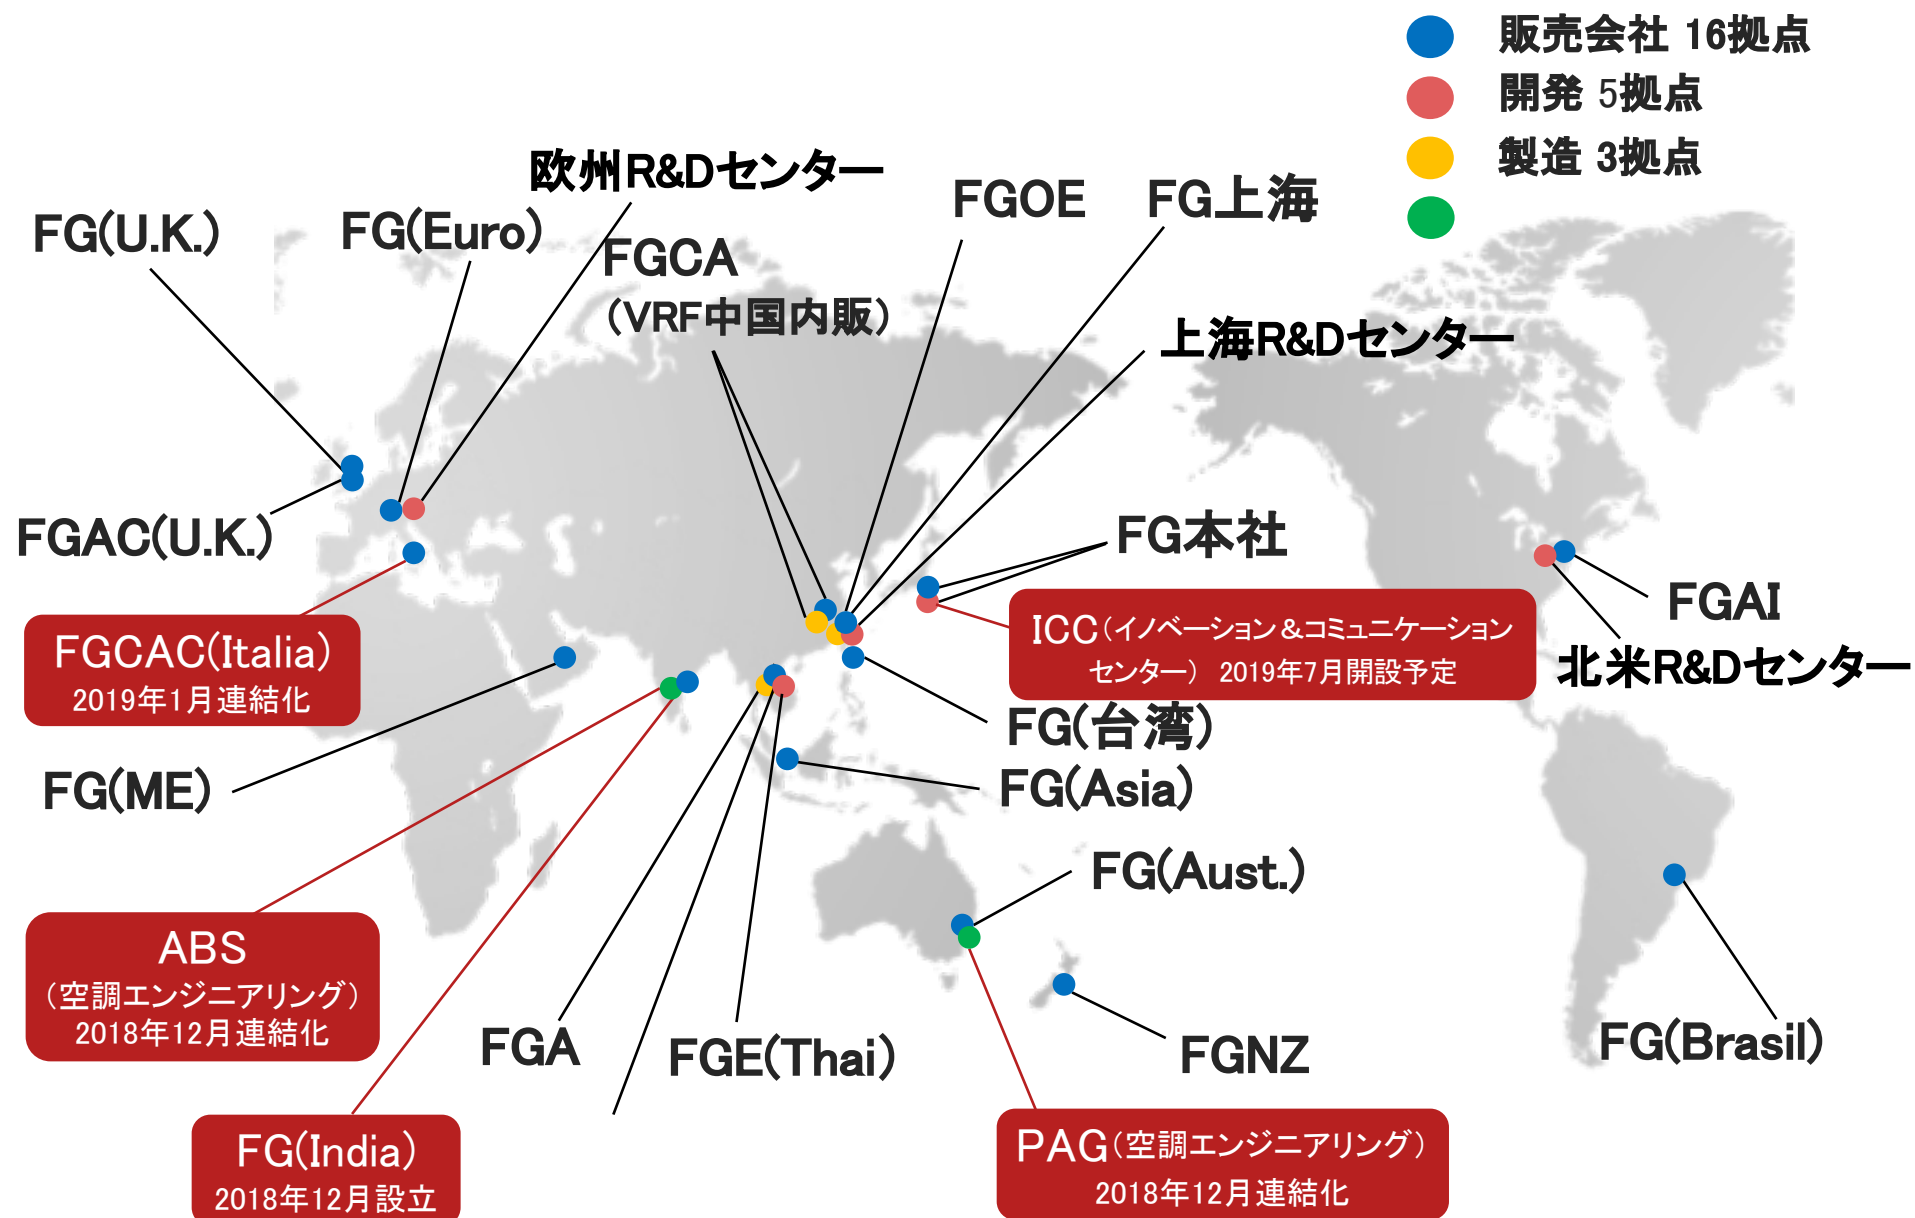 販売会社 16拠点
開発 5拠点
製造 3拠点
欧州R&Dセンター
FG(U.K.)
FG(Euro)
FGCA
（VRF中国内販）
FGOE
FG上海
上海R&Dセンター
FGAC(U.K.)
FG本社
FGCAC(Italia)
2019年1月連結化
ICC（イノベーション＆コミュニケーション
センター） 2019年7月開設予定
FGAI
北米R&Dセンター
FG(台湾)
FG(ME)
FG(Asia)
FG(Aust.)
ABS
（空調エンジニアリング）
2018年12月連結化
FGA
FGE(Thai)
FGNZ
FG(Brasil)
FG(India)
2018年12月設立
PAG（空調エンジニアリング）
2018年12月連結化